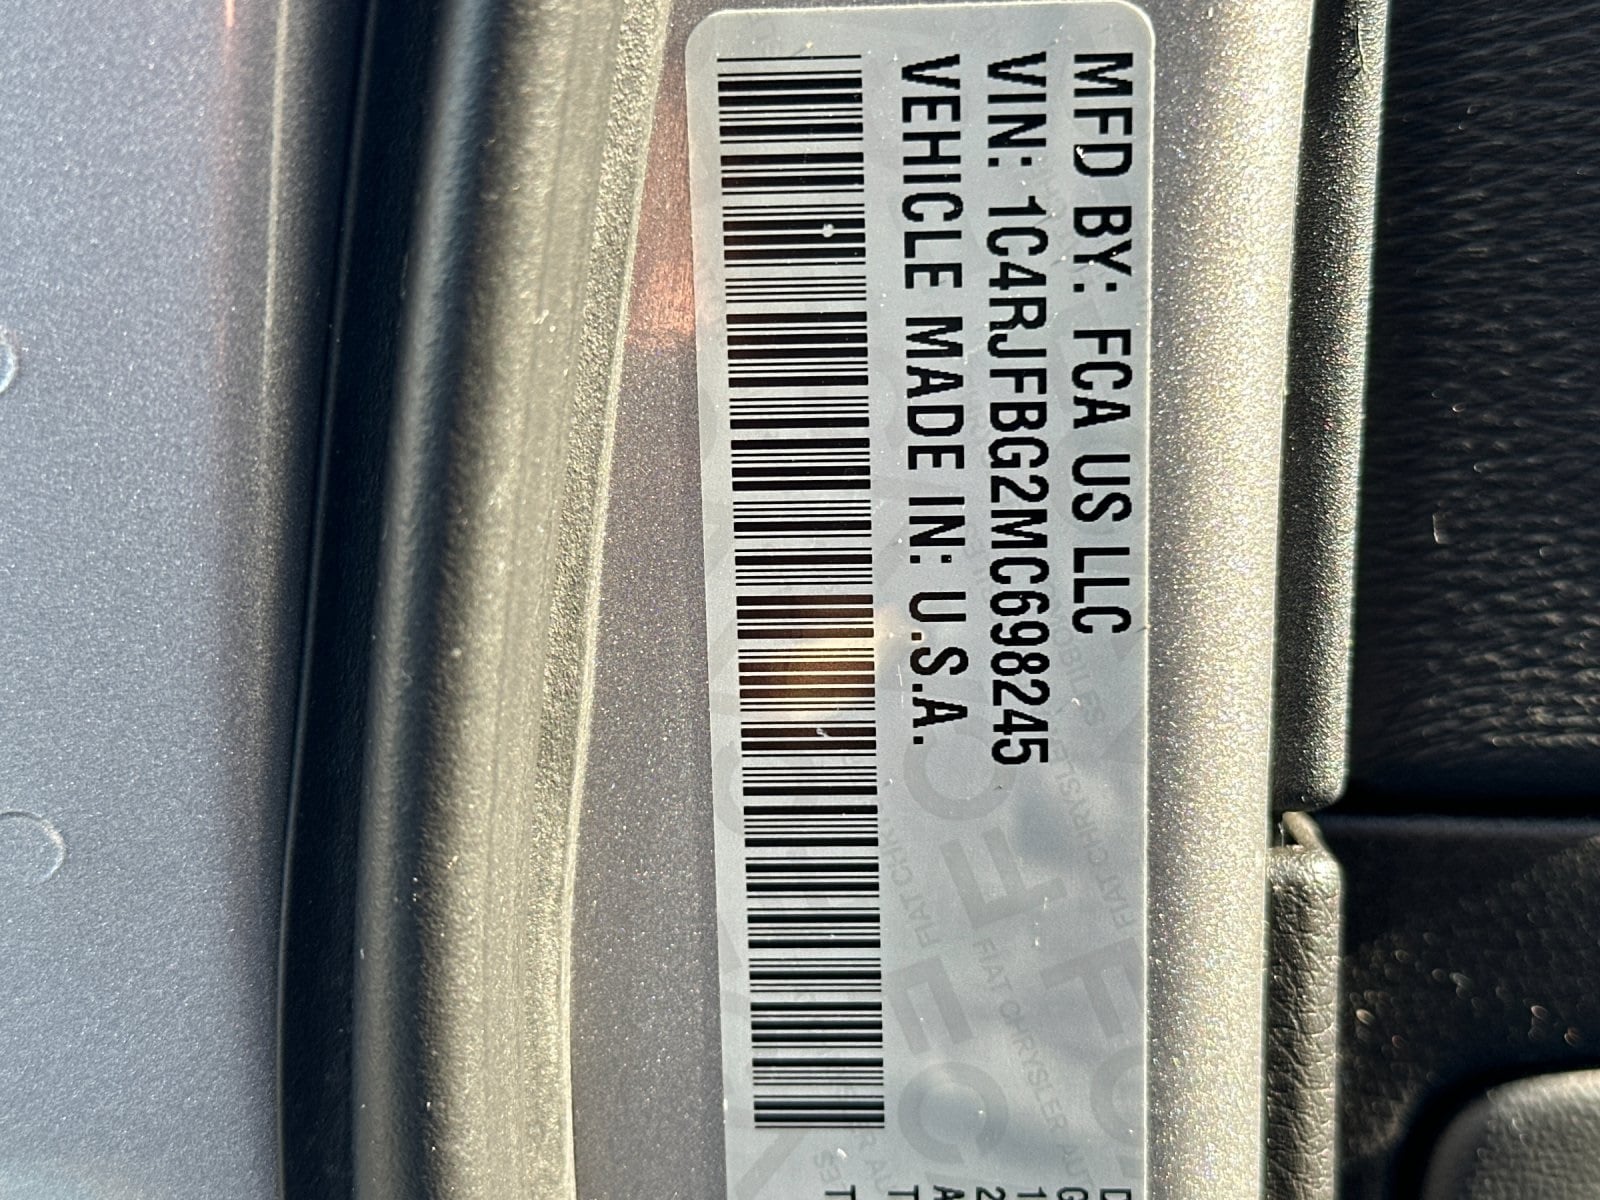 MFD BY: FCA US LLC
VIN: 1C4RJFBG2MC698245
VEHICLE MADE IN: U.S.A.